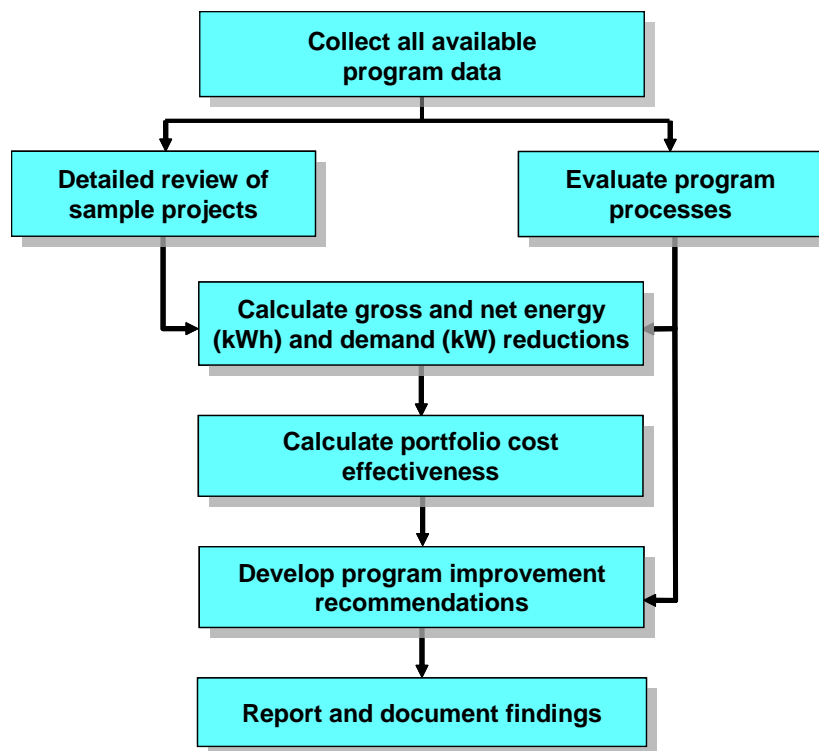 Collect all available
program data
Detailed review of
sample projects
Evaluate program
processes
Calculate gross and net energy
(kWh) and demand (kW) reductions
Calculate portfolio cost
effectiveness
Develop program improvement
recommendations
Report and document findings